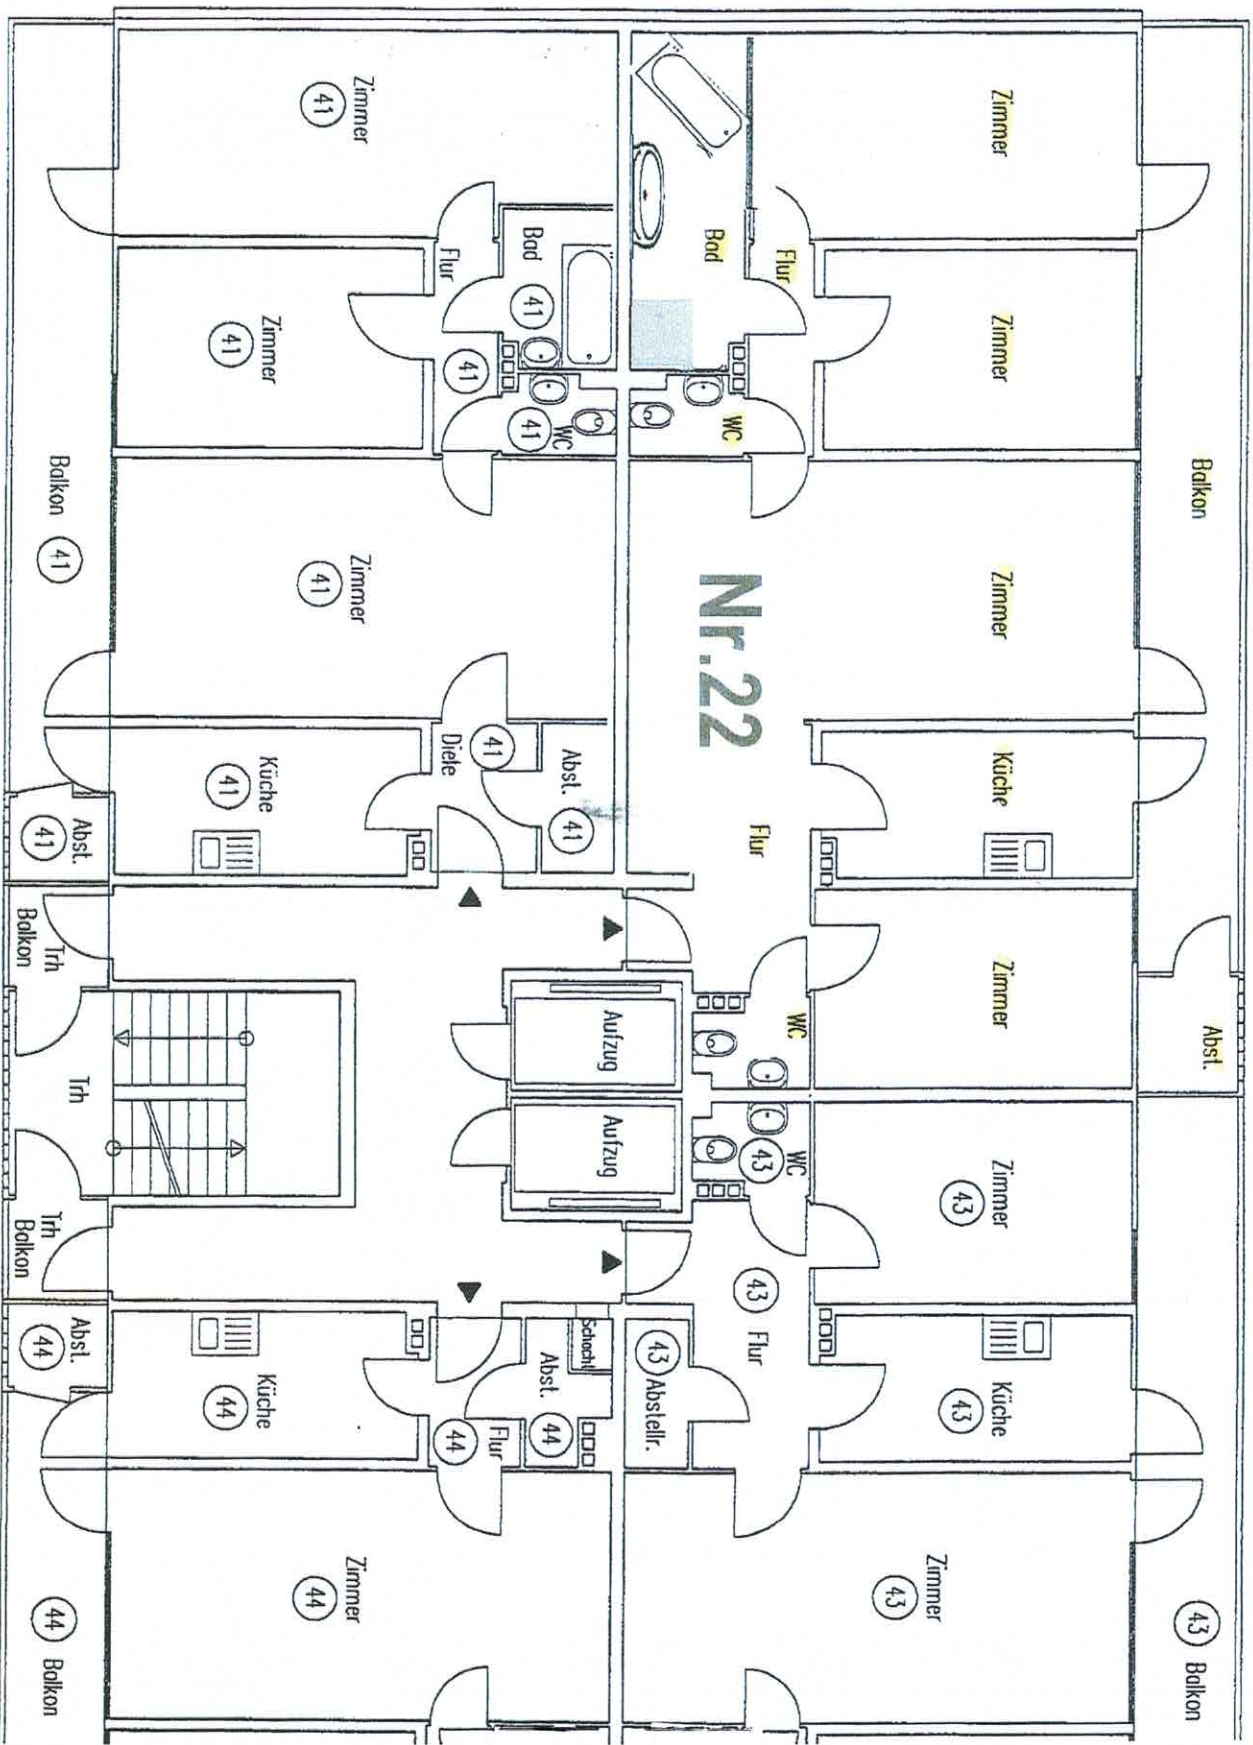 Balkon
Abst.
43 Balkon
Zimmer
Zimmer
Zimmer
Küche
Zimmer
Zimmer
43
Küche
43
Zimmer
43
Flur
Bad
WC
Nr.22
Flur
WC
WC
43
43 Flur
43 Abstellr.
Aufzug
Aufzug
Bad
41
WC
41
Abst.
41
Schacht
Abst.
44
Flur
41
Diele
41
Flur
44
Zimmer
41
Zimmer
41
Zimmer
41
Küche
41
Küche
44
Zimmer
44
Balkon 41
Abst.
41
Trh
Balkon
Trh
Trh
Balkon
Abst.
44
44 Balkon